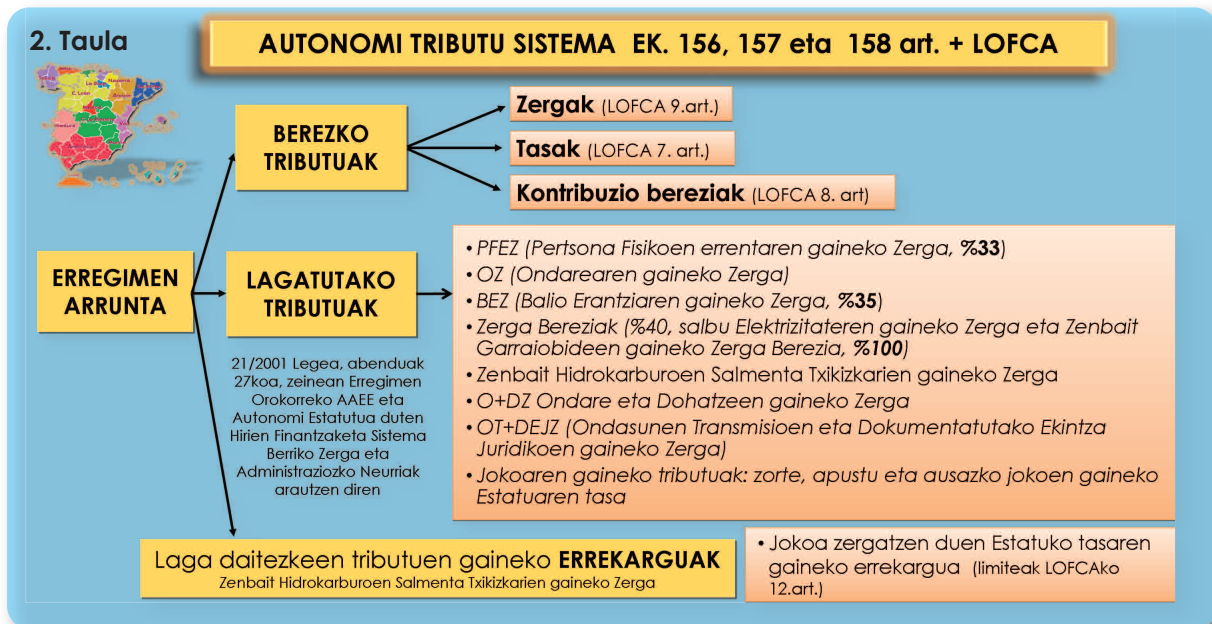 2. Taula
AUTONOMI TRIBUTU SISTEMA EK. 156, 157 eta 158 art. + LOFCA
BEREZKO
TRIBUTUAK
Zergak (LOFCA 9.art.)
Tasak (LOFCA 7. art.)
Kontribuzio bereziak (LOFCA 8. art)
ERREGIMEN
ARRUNTA
LAGATUTAKO
TRIBUTUAK
21/2001 Legea, abenduak
27koa, zeinean Erregimen
Orokorreko AAEE eta
Autonomi Estatutua duten
Hirien Finantzaketa Sistema
Berriko Zerga eta
Administraziozko Neurriak
arautzen diren
• PFEZ (Pertsona Fisikoen errentaren gaineko Zerga, %33)
• OZ (Ondarearen gaineko Zerga)
• BEZ (Balio Erantziaren gaineko Zerga, %35)
• Zerga Bereziak (%40, salbu Elektrizitateren gaineko Zerga eta Zenbait
Garraiobideen gaineko Zerga Berezia, %100)
• Zenbait Hidrokarburoen Salmenta Txikizkarien gaineko Zerga
• O+DZ Ondare eta Dohatzeen gaineko Zerga
• OT+DEJZ (Ondasunen Transmisioen eta Dokumentatutako Ekintza
Juridikoen gaineko Zerga)
• Jokoaren gaineko tributuak: zorte, apustu eta ausazko jokoen gaineko
Estatuaren tasa
Laga daitezkeen tributuen gaineko ERREKARGUAK
Zenbait Hidrokarburoen Salmenta Txikizkarien gaineko Zerga
• Jokoa zergatzen duen Estatuko tasaren
gaineko errekargua (limiteak LOFCAko
12.art.)